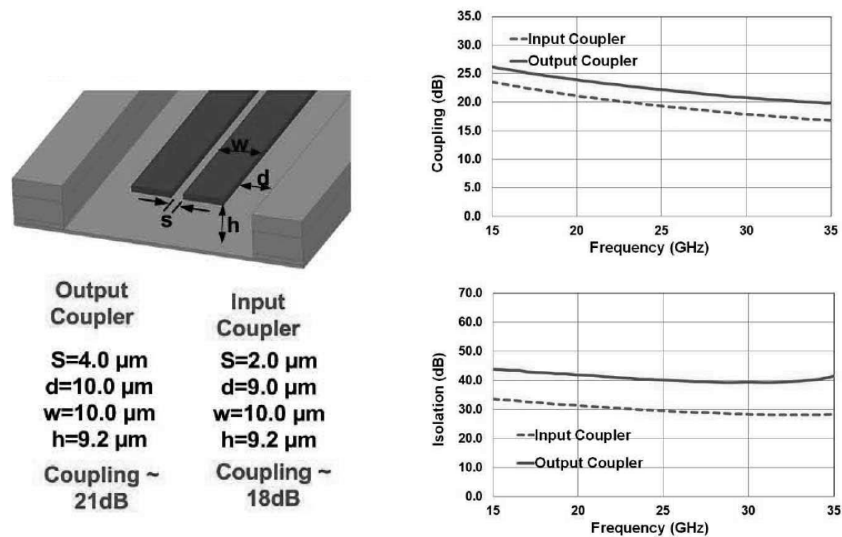 w
d
s
h
Output
Coupler
S=4.0 µm
d=10.0 µm
w=10.0 µm
h=9.2 µm
Coupling ~
21dB
Input
Coupler
S=2.0 µm
d=9.0 µm
w=10.0 µm
h=9.2 µm
Coupling ~
18dB
35.0
30.0
25.0
20.0
15.0
10.0
5.0
0.0
Coupling (dB)
Input Coupler
Output Coupler
15
20
25
30
35
Frequency (GHz)
70.0
60.0
50.0
40.0
30.0
20.0
10.0
0.0
Isolation (dB)
Input Coupler
Output Coupler
15
20
25
30
35
Frequency (GHz)